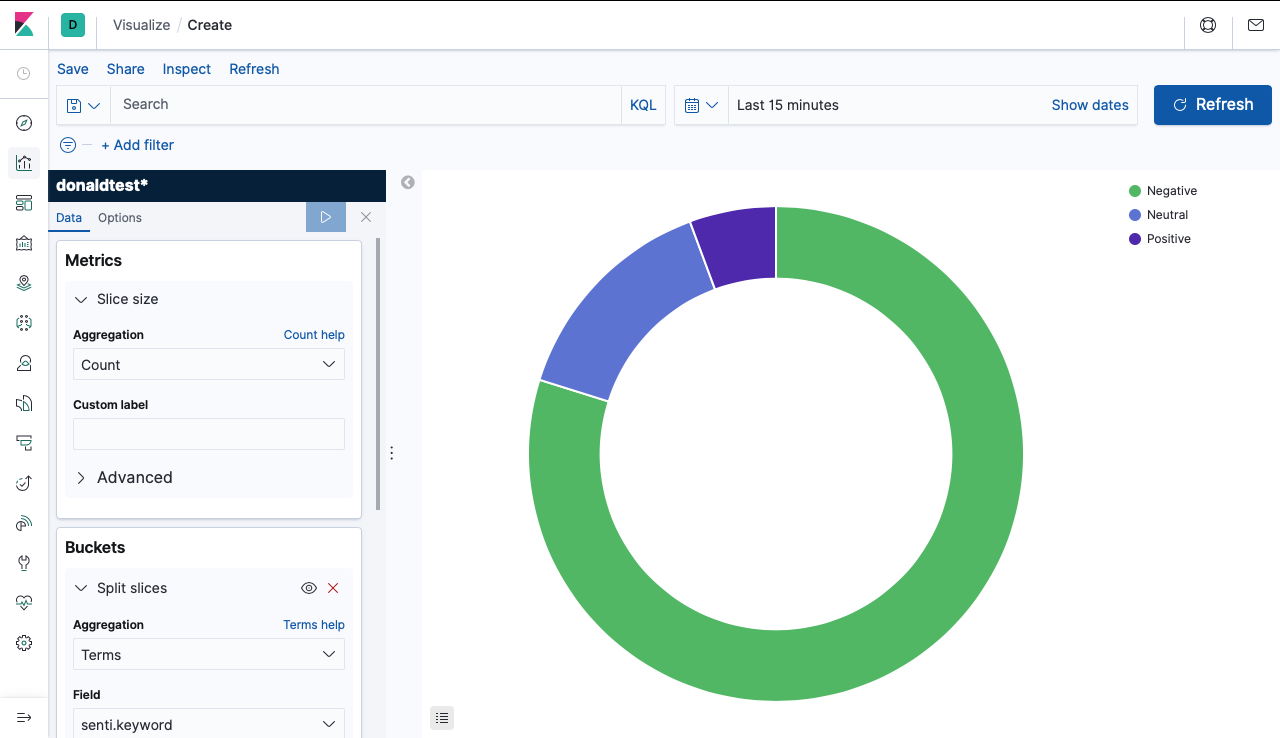 D
Visualize / Create
Save Share Inspect Refresh
Search KQL Last 15 minutes Show dates Refresh
+ Add filter
donaldtest*
Data Options
Metrics
Slice size
Aggregation Count help
Count
Custom label
Advanced
Buckets
Split slices
Aggregation Terms help
Terms
Field
senti.keyword
Negative
Neutral
Positive